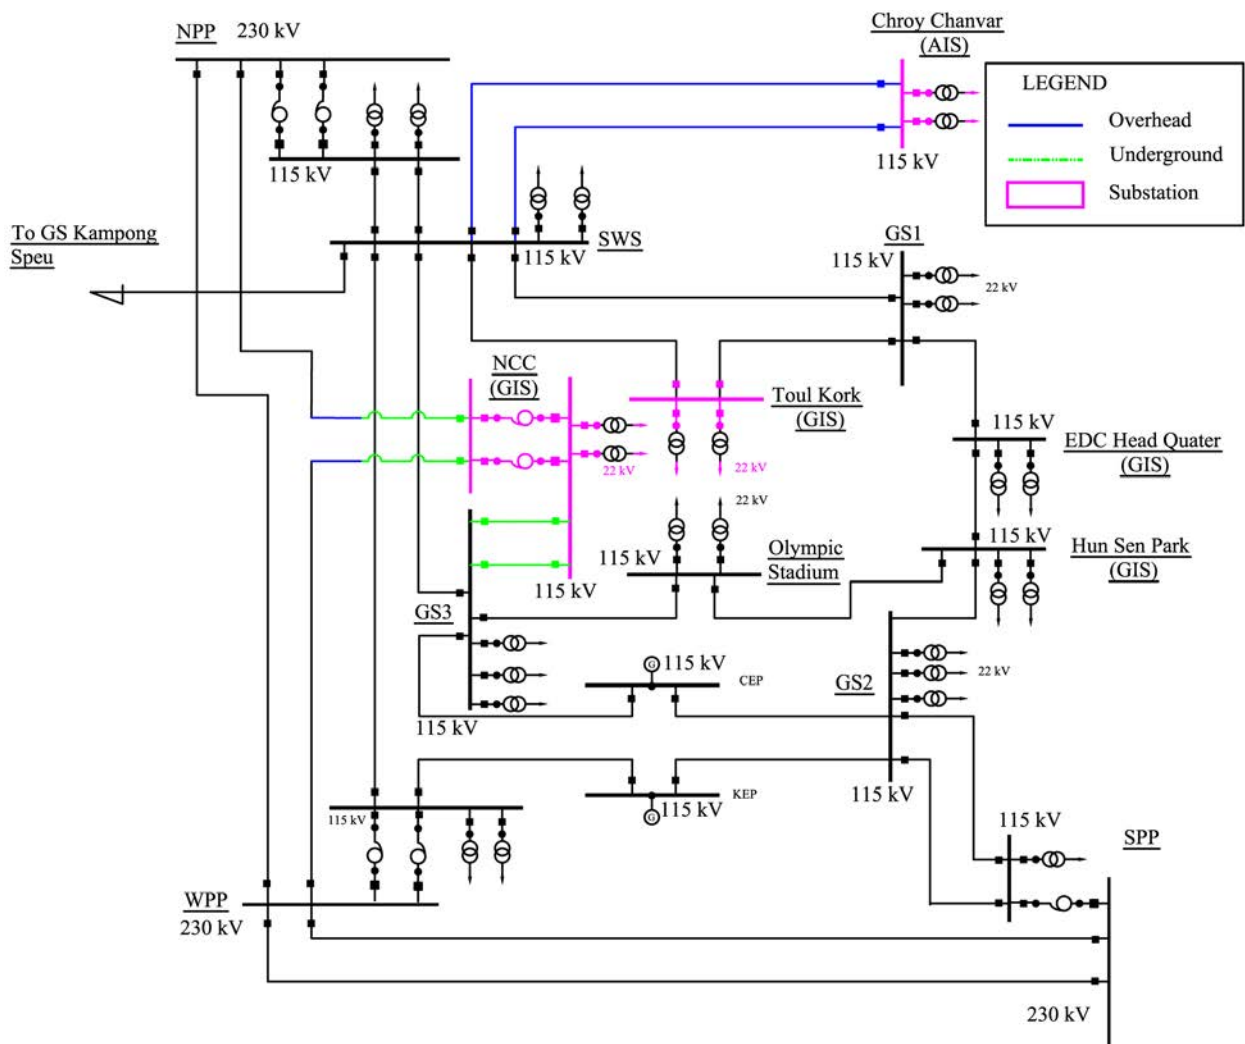 NPP 230 kV
Chroy Chanvar
(AIS)
LEGEND
Overhead
Underground
Substation
115 kV
115 kV
To GS Kampong
Speu
SWS
115 kV
GS1
115 kV
22 kV
NCC
(GIS)
Toul Kork
(GIS)
22 kV
22 kV
115 kV
EDC Head Quater
(GIS)
22 kV
115 kV
Hun Sen Park
(GIS)
115 kV
Olympic
Stadium
115 kV
GS3
115 kV
CEP
GS2
22 kV
115 kV
115 kV
KEP
115 kV
115 kV
115 kV
SPP
WPP
230 kV
230 kV